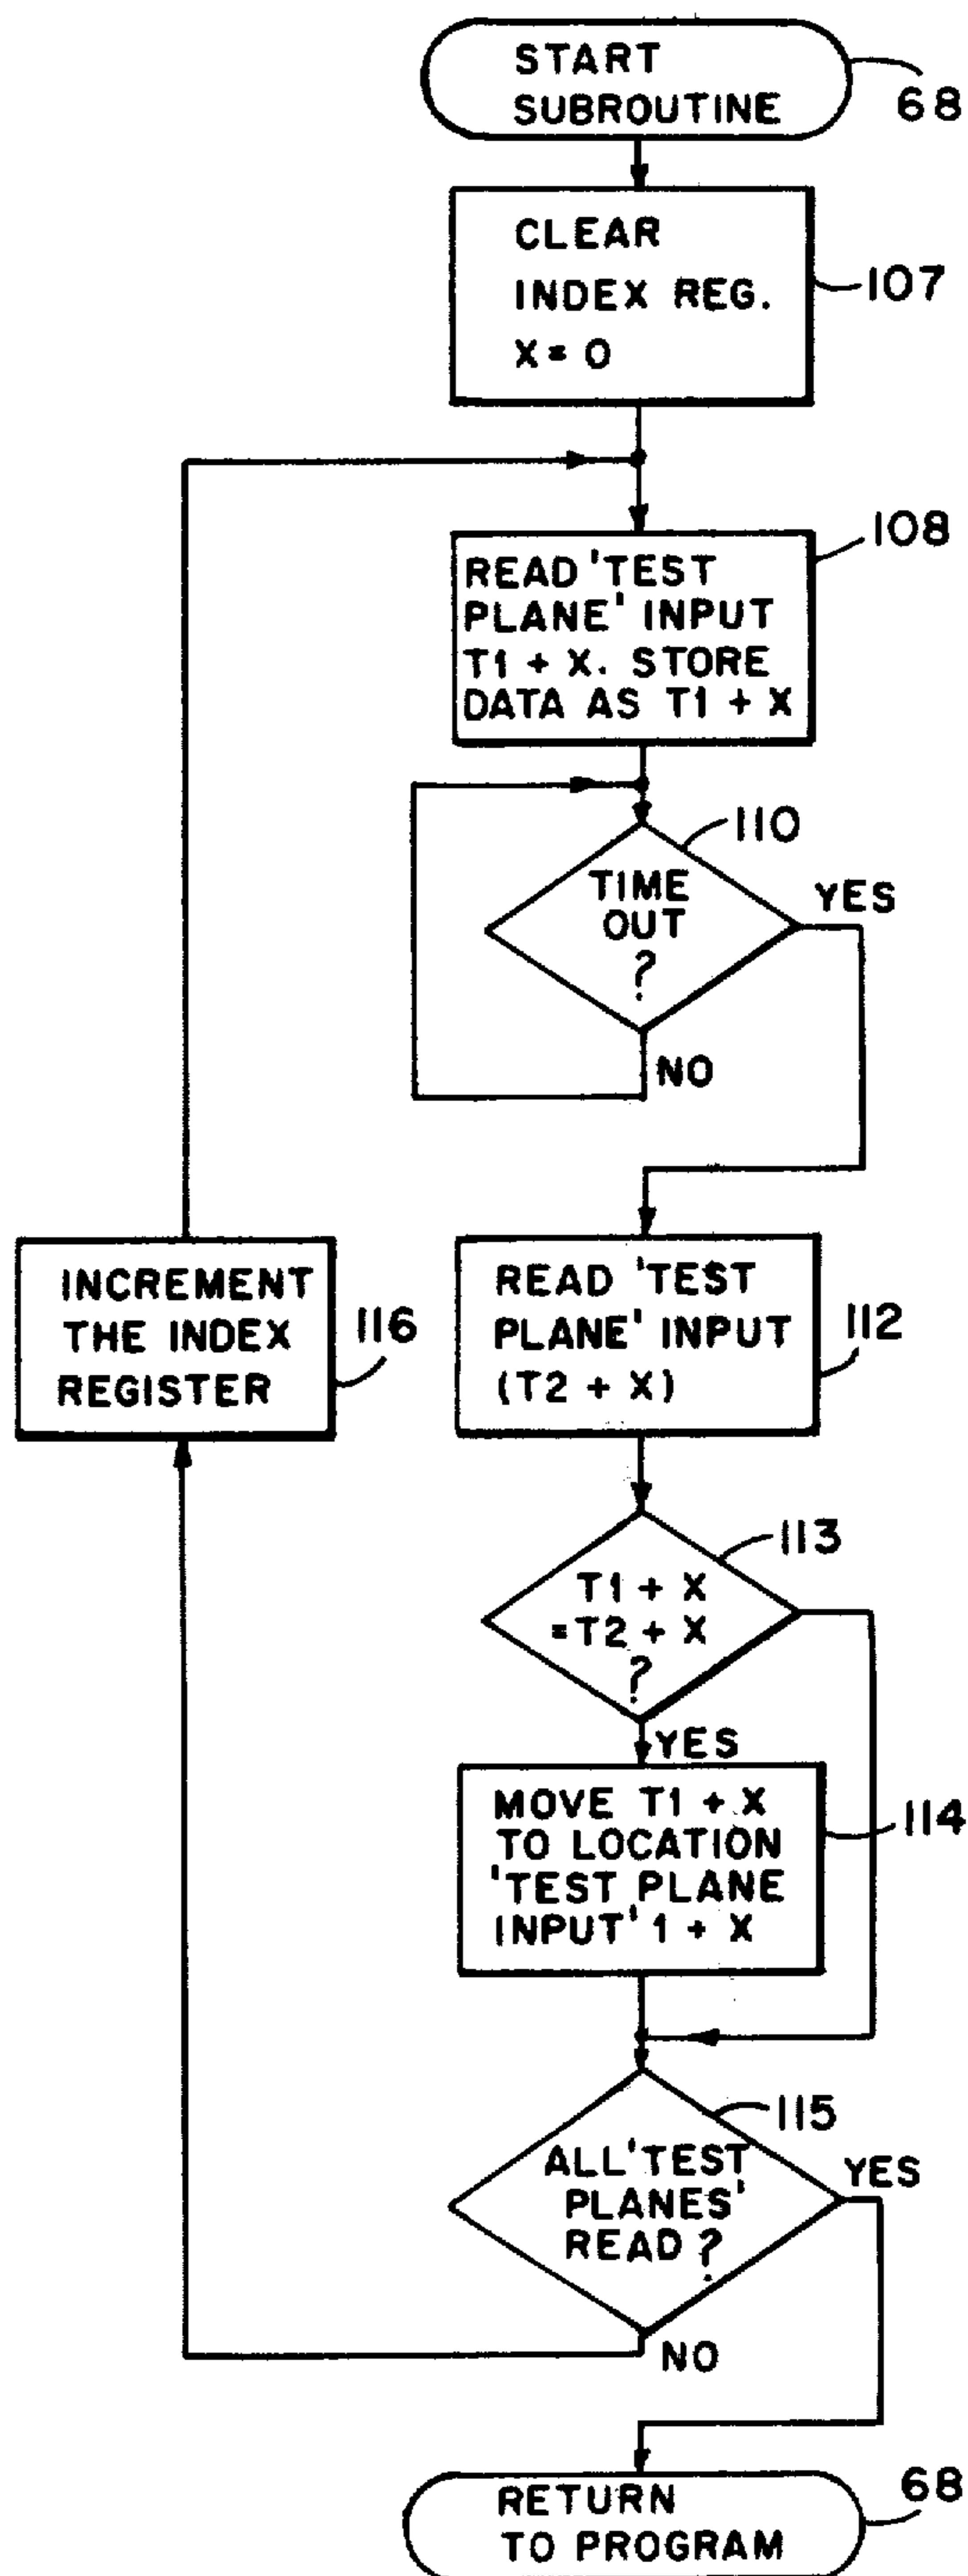 START
SUBROUTINE
68
CLEAR
INDEX REG.
X = 0
107
108
READ 'TEST
PLANE' INPUT
T1 + X. STORE
DATA AS T1 + X
110
TIME
OUT
?
YES
NO
INCREMENT
THE INDEX
REGISTER
116
READ 'TEST
PLANE' INPUT
(T2 + X)
112
113
T1 + X
=T2 + X
?
YES
MOVE T1 + X
TO LOCATION
'TEST PLANE
INPUT' 1 + X
114
115
ALL 'TEST
PLANES'
READ ?
YES
NO
RETURN
TO PROGRAM
68